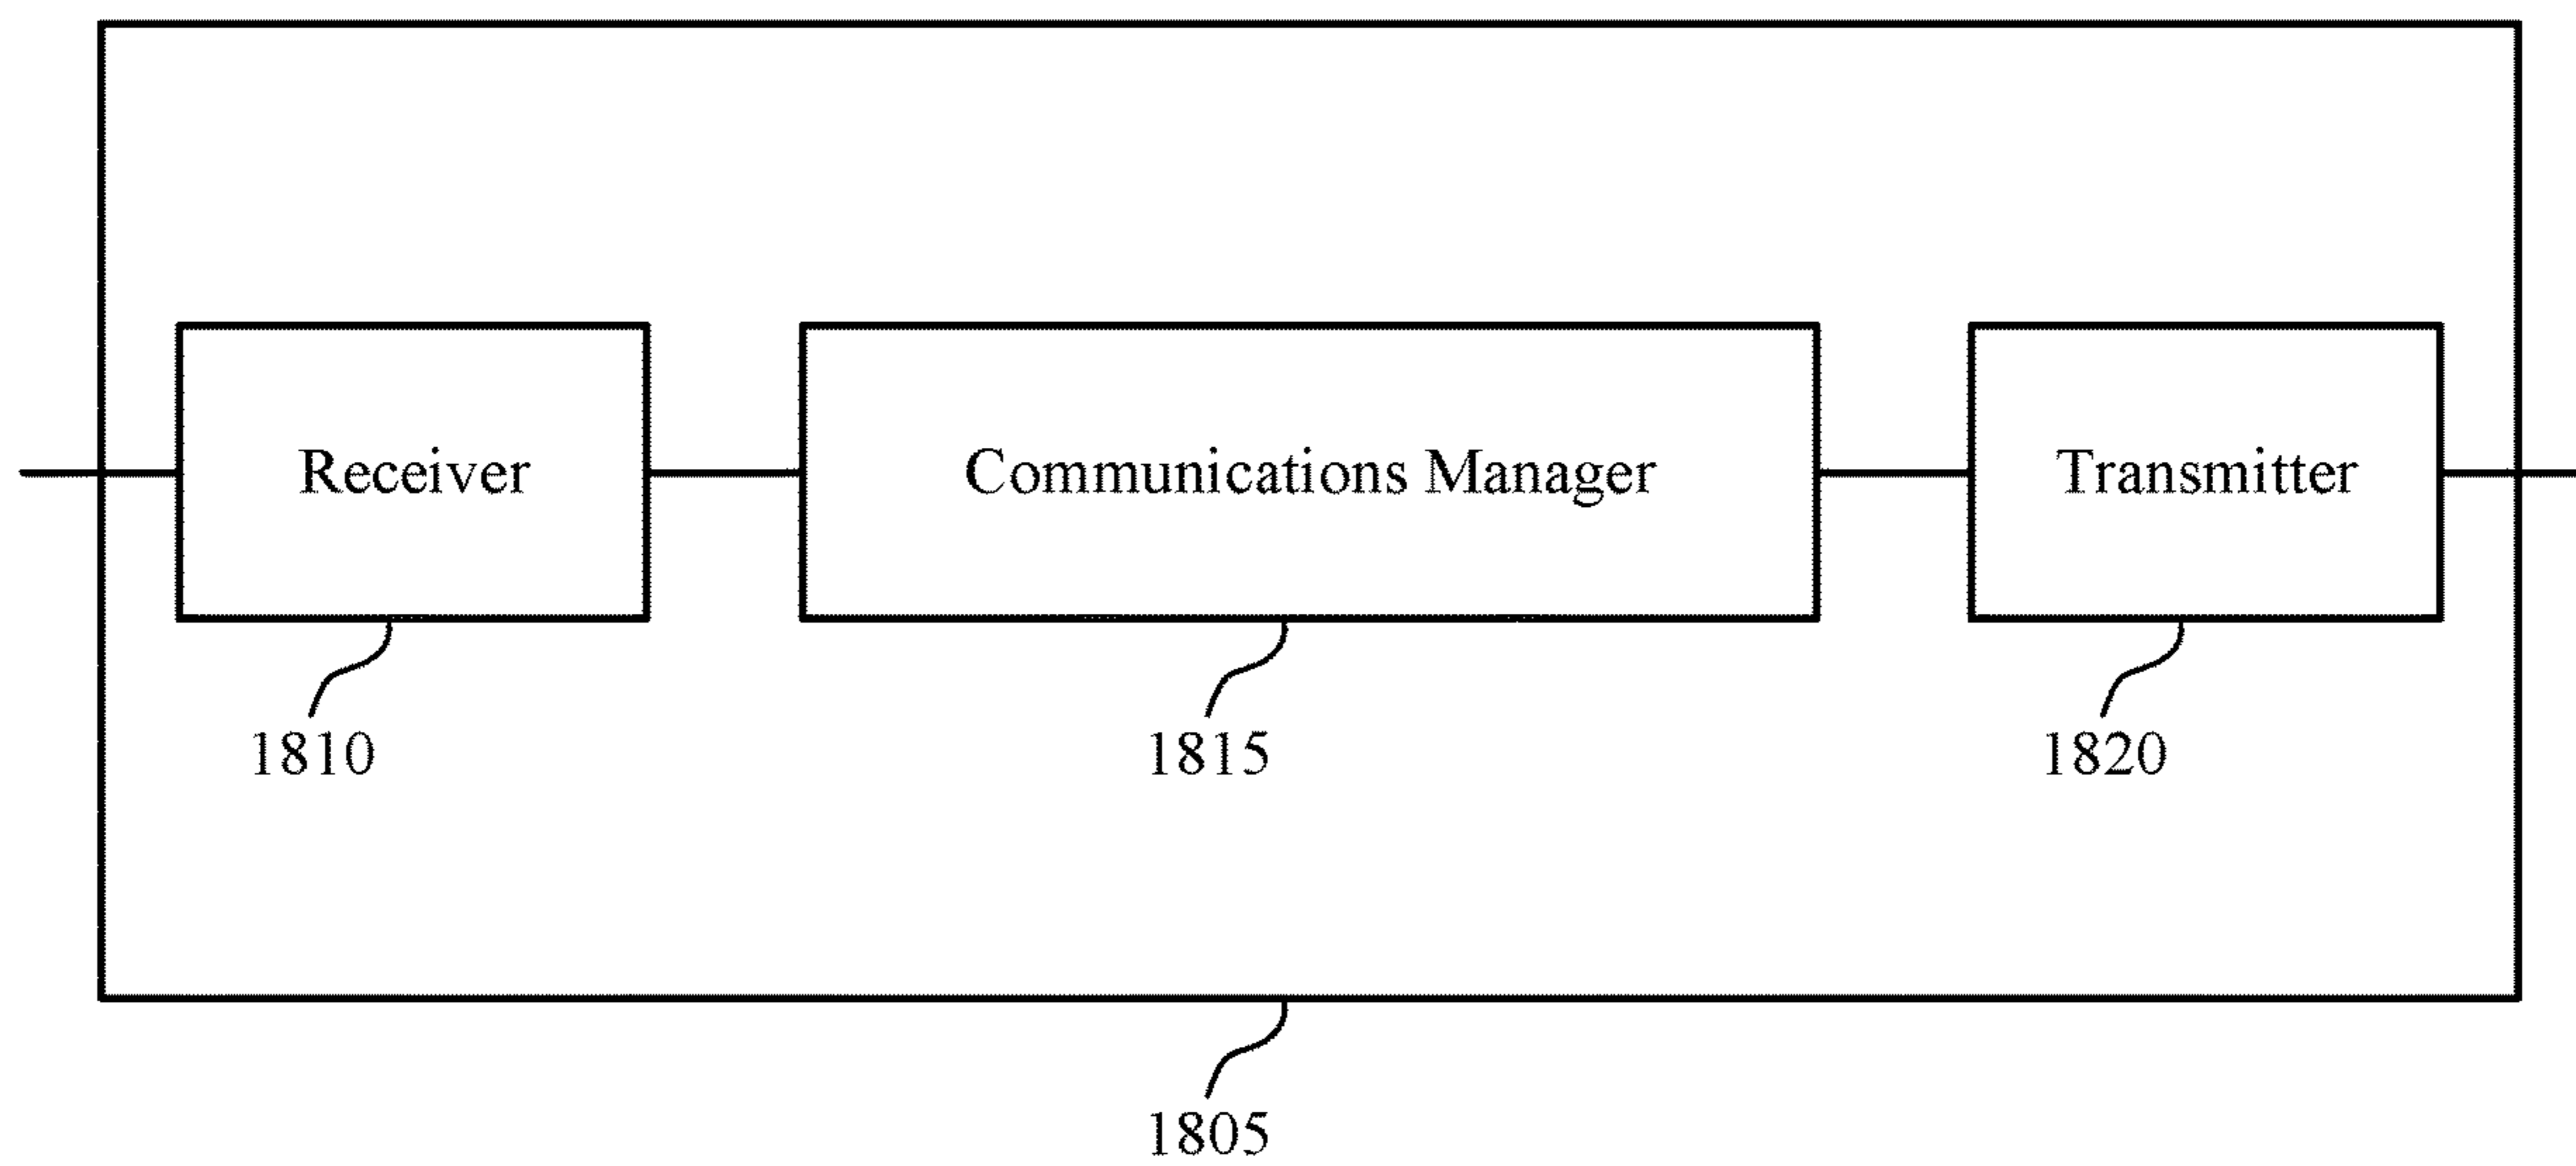 Receiver
Communications Manager
Transmitter
1810
1815
1820
1805